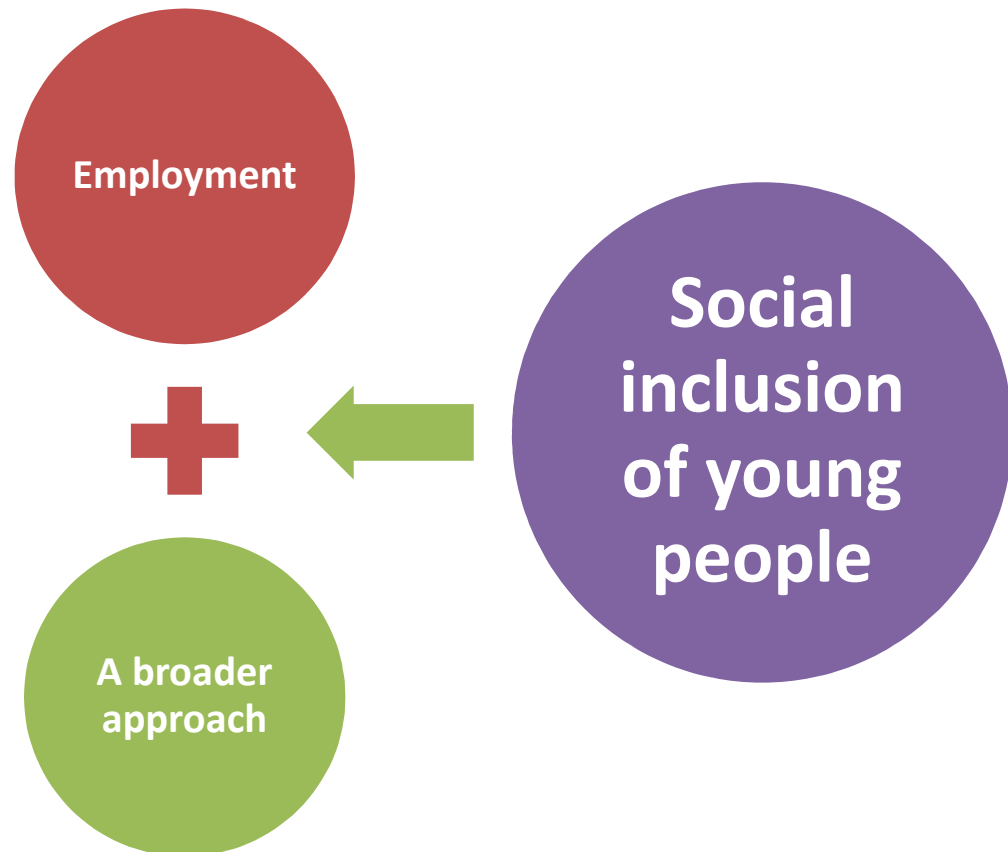 Employment
A broader
approach
Social
inclusion
of young
people